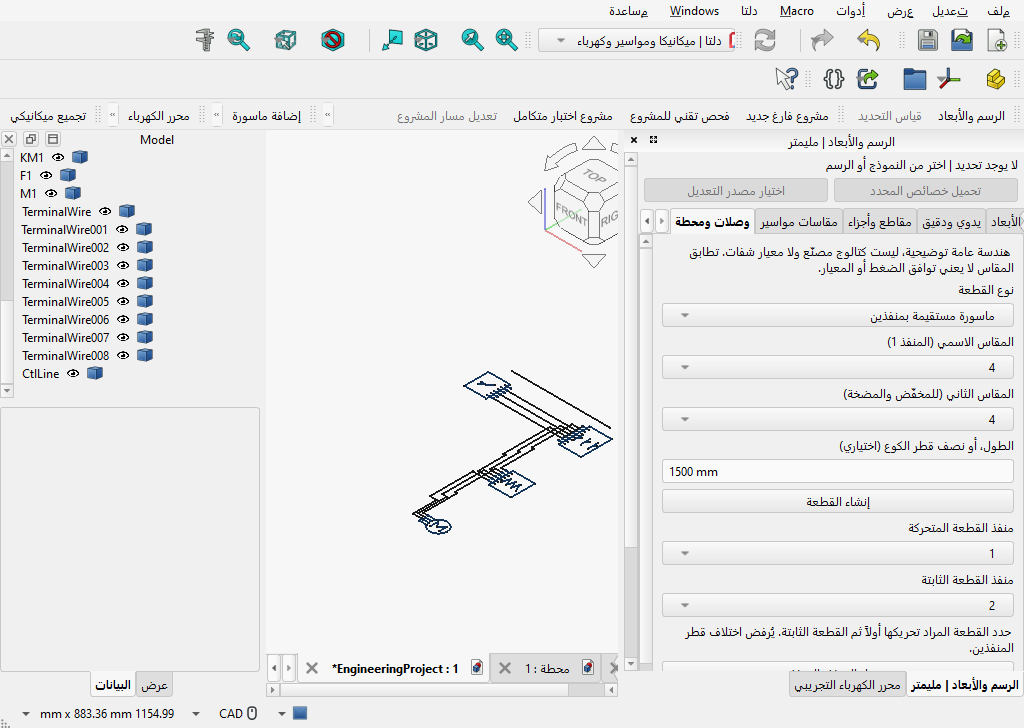 ملف
تعديل
عرض
أدوات
Macro
دلتا
Windows
مساعدة
دلتا | ميكانيكا ومواسير وكهرباء
الرسم والأبعاد
قياس التحديد
مشروع فارغ جديد
فحص تقني للمشروع
مشروع اختبار متكامل
تعديل مسار المشروع
إضافة ماسورة
محرر الكهرباء
تجميع ميكانيكي
Model
KM1
F1
M1
TerminalWire
TerminalWire001
TerminalWire002
TerminalWire003
TerminalWire004
TerminalWire005
TerminalWire006
TerminalWire007
TerminalWire008
CtlLine
البيانات
عرض
TOP
FRONT
RIG
M
*EngineeringProject : 1
محطة : 1
الرسم والأبعاد | مليمتر
لا يوجد تحديد | اختر من النموذج أو الرسم
تحميل خصائص المحدد
اختيار مصدر التعديل
الأبعاد
يدوي ودقيق
مقاطع وأجزاء
مقاسات مواسير
وصلات ومحطة
هندسة عامة توضيحية، ليست كتالوج مصنّع ولا معيار شفات. تطابق
المقاس لا يعني توافق الضغط أو المعيار.
نوع القطعة
ماسورة مستقيمة بمنفذين
المقاس الاسمي (المنفذ 1)
4
المقاس الثاني (للمخفّض والمضخة)
4
الطول، أو نصف قطر الكوع (اختياري)
1500 mm
إنشاء القطعة
منفذ القطعة المتحركة
1
منفذ القطعة الثابتة
2
حدد القطعة المراد تحريكها أولاً ثم القطعة الثابتة. يُرفض اختلاف قطر
المنفذين.
الرسم والأبعاد | مليمتر
محرر الكهرباء التجريبي
mm x 883.36 mm 1154.99
CAD